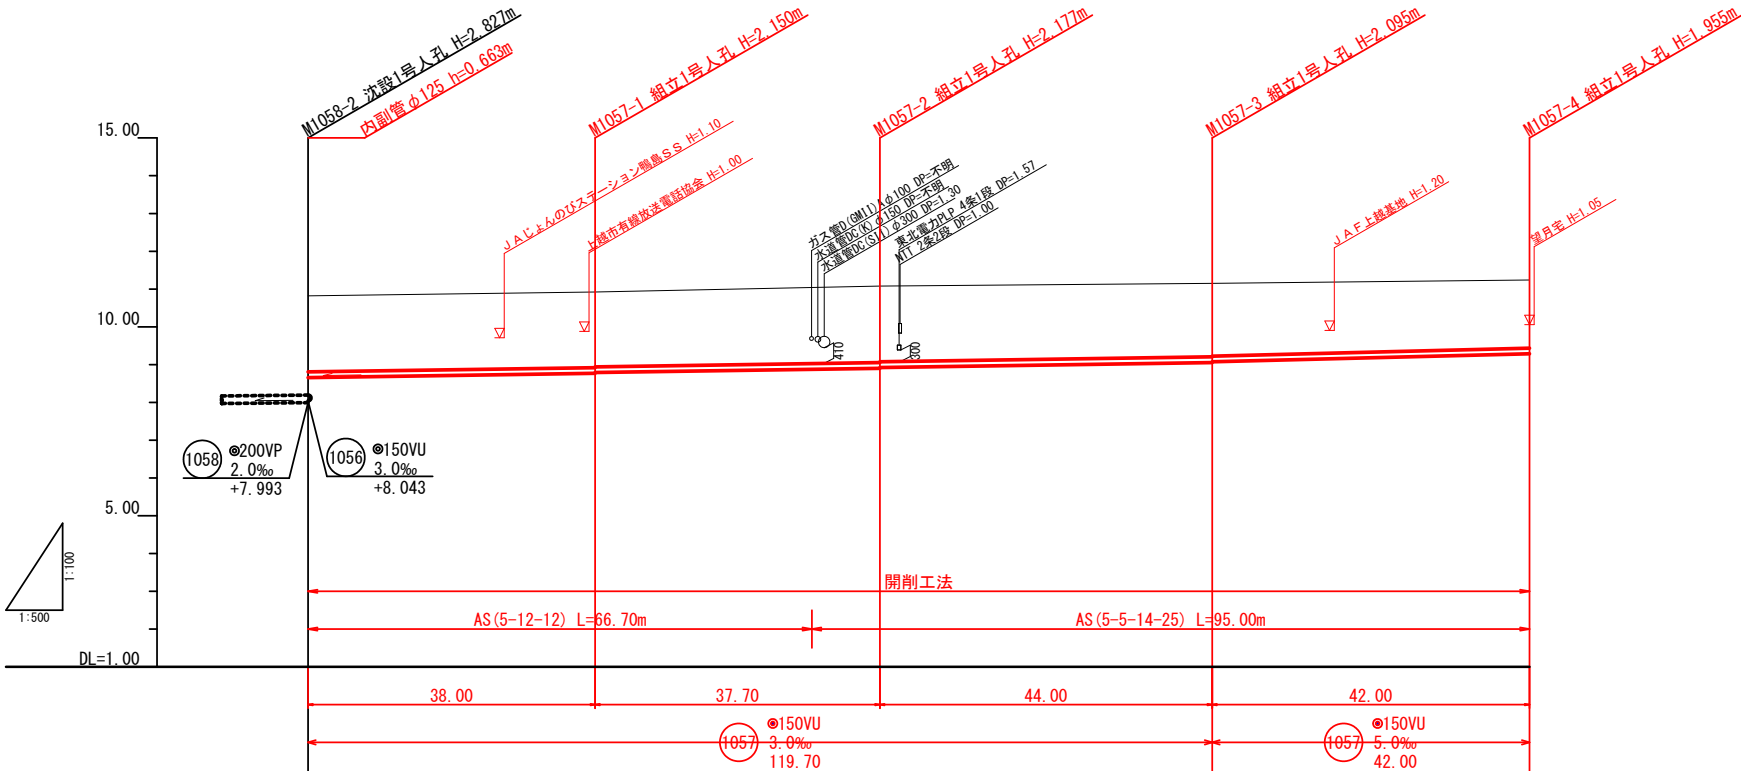 M1058-2 沈設1号人孔 H=2.827m
内副管φ125 h=0.663m
M1057-1 組立1号人孔 H=2.150m
M1057-2 組立1号人孔 H=2.177m
M1057-3 組立1号人孔 H=2.095m
M1057-4 組立1号人孔 H=1.955m
JAじょんのびステーション鴨島SS H=1.10
上越市有線放送電話協会 H=1.00
ガス管D(GMII)Aφ100 DP=不明
水道管DC(K) φ150 DP=不明
水道管DC(SII) φ300 DP=1.30
東北電力PLP 4条1段 DP=1.57
NTT 2条2段 DP=1.00
JAF上越基地 H=1.20
望月宅 H=1.05
15.00
10.00
5.00
DL=1.00
410
300
1058
◎200VP
2.0‰
+7.993
1056
◎150VU
3.0‰
+8.043
1:100
1:500
開削工法
AS(5-12-12) L=66.70m
AS(5-5-14-25) L=95.00m
38.00
37.70
44.00
42.00
1057
◎150VU
3.0‰
119.70
1057
◎150VU
5.0‰
42.00